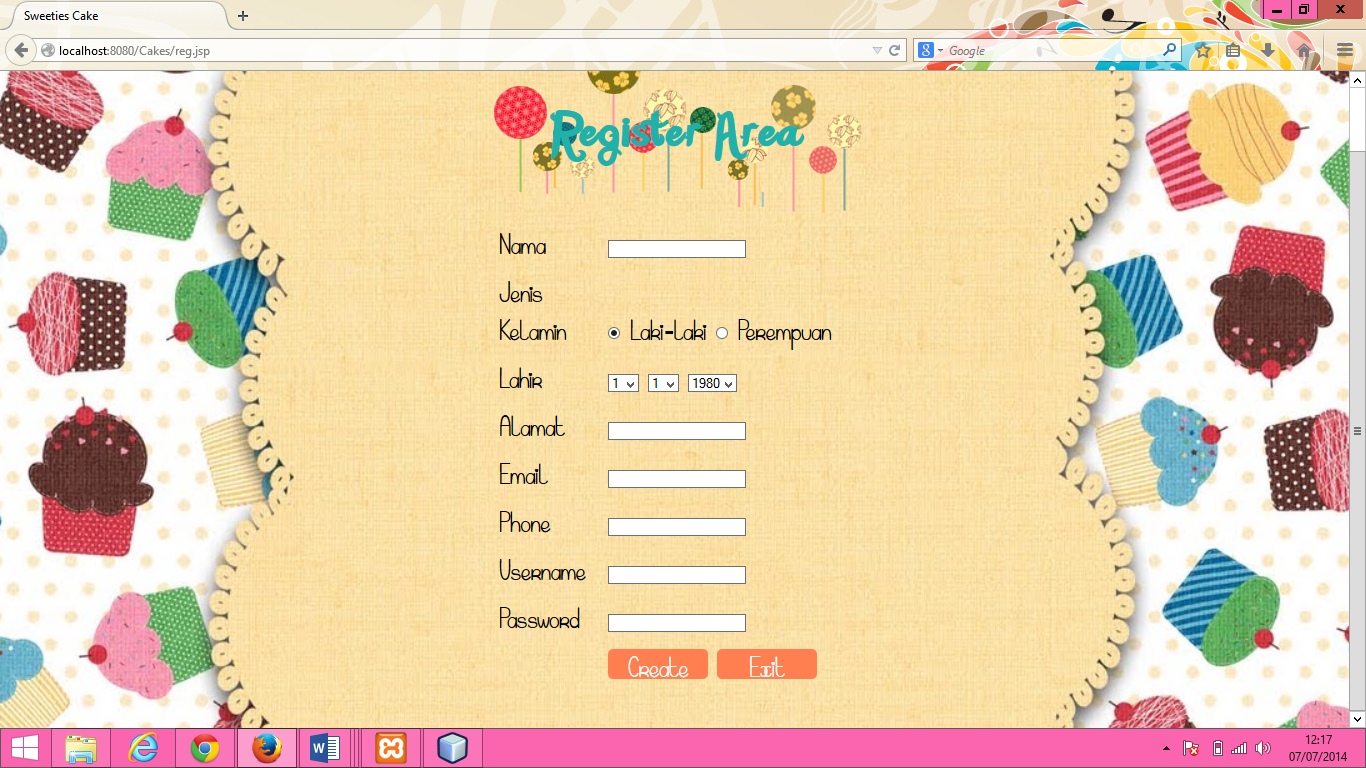 Sweeties Cake
localhost:8080/Cakes/reg.jsp
Google
Register Area
Nama
Jenis
Kelamin Laki-Laki Perempuan
Lahir 1 1 1980
Alamat
Email
Phone
Username
Password
Create Exit
12:17
07/07/2014